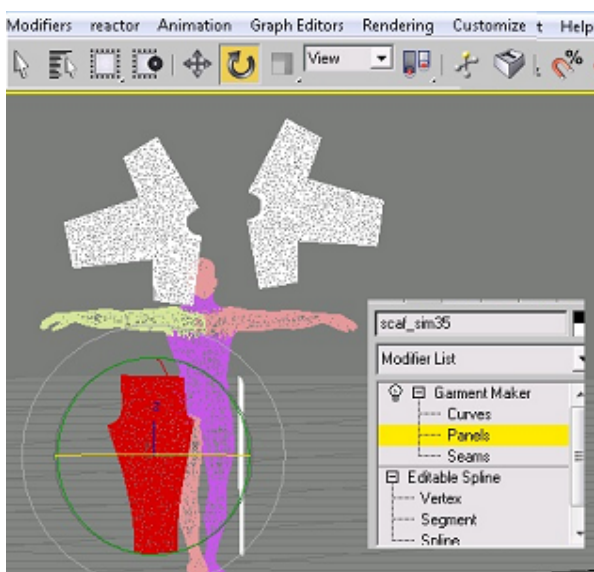 Modifiers reactor Animation Graph Editors Rendering Customize t Help
View
%
scaf_sim35
Modifier List
Garment Maker
Curves
Panels
Seams
Editable Spline
Vertex
Segment
Spline